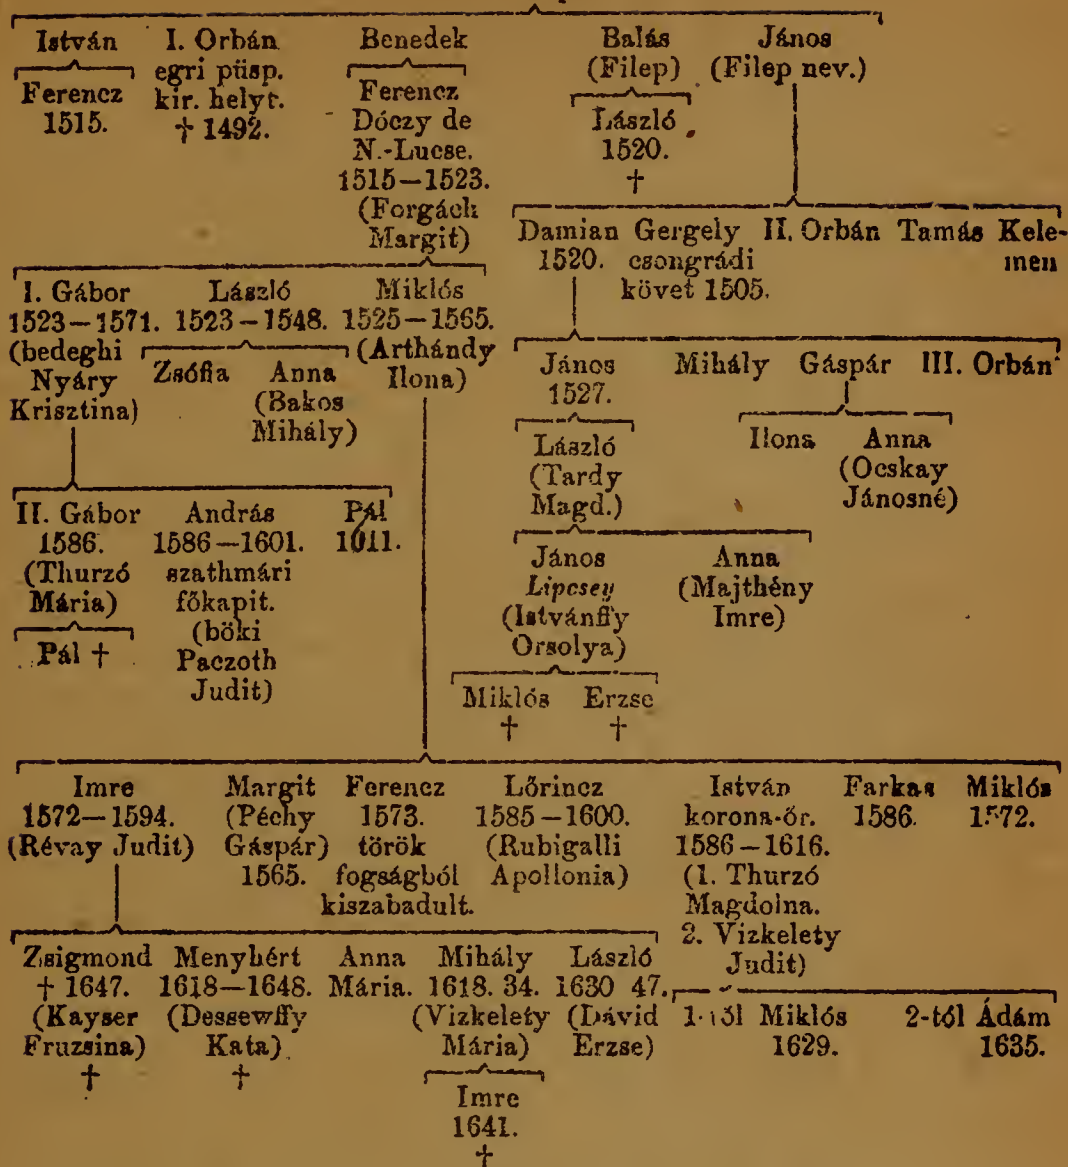 István I. Orbán Benedek Balás János
egri püsp. (Filep) (Filep nev.)
Ferencz kir. helyt. Ferencz László
1515. † 1492. Dóczy de 1520.
N.-Lucse. †
1515–1523.
(Forgách
Margit)
Damian Gergely II. Orbán Tamás Kele-
1520. csongrádi men
követ 1505.
I. Gábor László Miklós
1523–1571. 1523–1548. 1525–1565.
(bedeghi Zsófia Anna (Arthándy
Nyáry (Bakos Ilona)
Krisztina) Mihály)
János Mihály Gáspár III. Orbán
1527.
László Ilona Anna
(Tardy (Ocskay
Magd.) Jánosné)
II. Gábor András Pál
1586. 1586–1601. 1611.
(Thurzó szathmári
Mária) főkapit.
Pál † (böki
Paczoth
Judit)
János Anna
Lipcsey (Majthény
(Istvánffy Imre)
Orsolya)
Miklós Erzse
† †
Imre Margit Ferencz Lőrincz István Farkas Miklós
1572–1594. (Péchy 1573. 1585–1600. korona-őr. 1586. 1572.
(Révay Judit) Gáspár) török (Rubigalli 1586–1616.
1565. fogságból Apollonia) (1. Thurzó
kiszabadult. Magdolna.
2. Vizkelety
Judit)
Zsigmond Menyhért Anna Mihály László
† 1647. 1618–1648. Mária. 1618. 34. 1630 47.
(Kayser (Dessewffy (Vizkelety (Dávid 1-től Miklós 2-tól Ádám
Fruzsina) Kata) Mária) Erzse) 1629. 1635.
† †
Imre
1641.
†